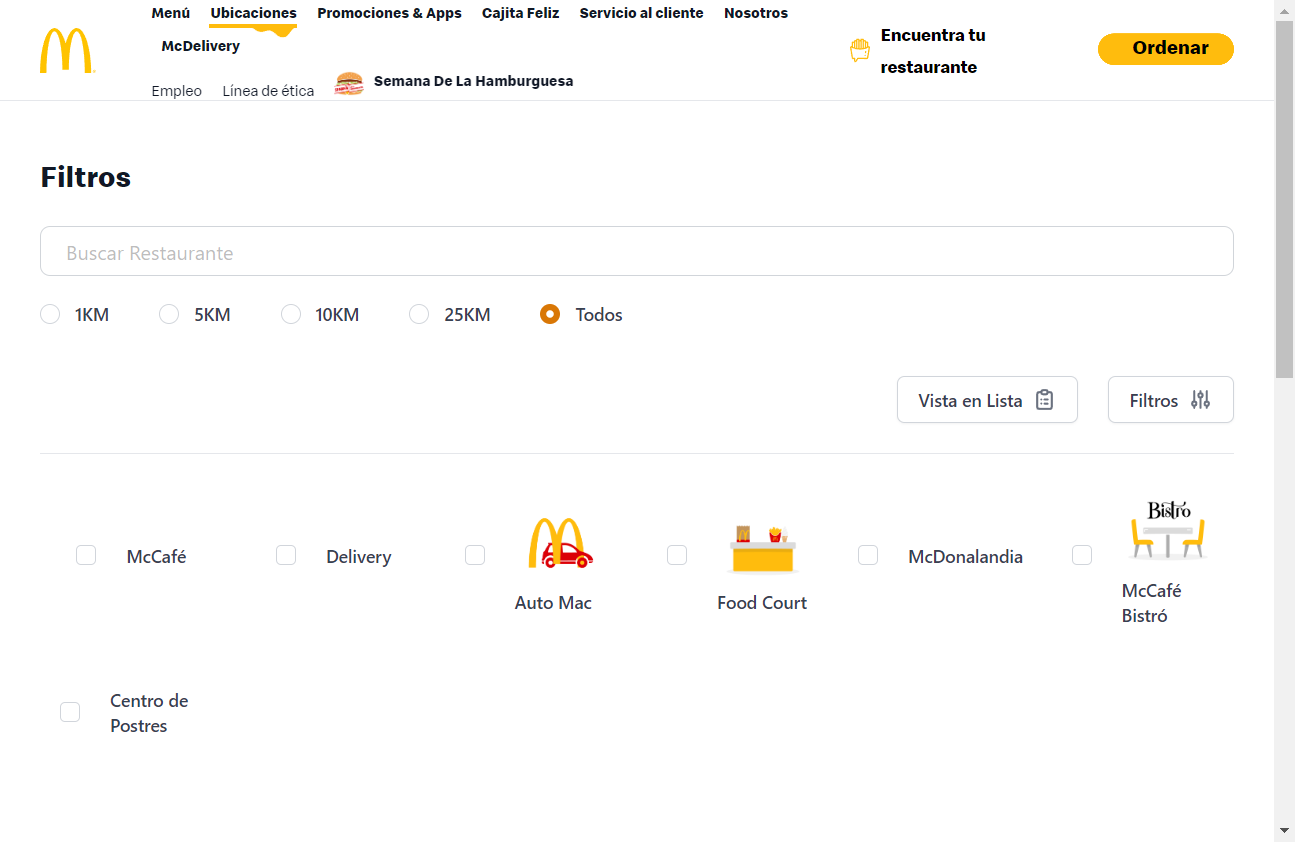 Menú Ubicaciones Promociones & Apps Cajita Feliz Servicio al cliente Nosotros
McDelivery
Empleo Línea de ética Semana De La Hamburguesa
Encuentra tu
restaurante
Ordenar
Filtros
Buscar Restaurante
1KM 5KM 10KM 25KM Todos
Vista en Lista Filtros
McCafé Delivery
Auto Mac
Food Court
McDonalandia
Bistró
McCafé
Bistró
Centro de
Postres